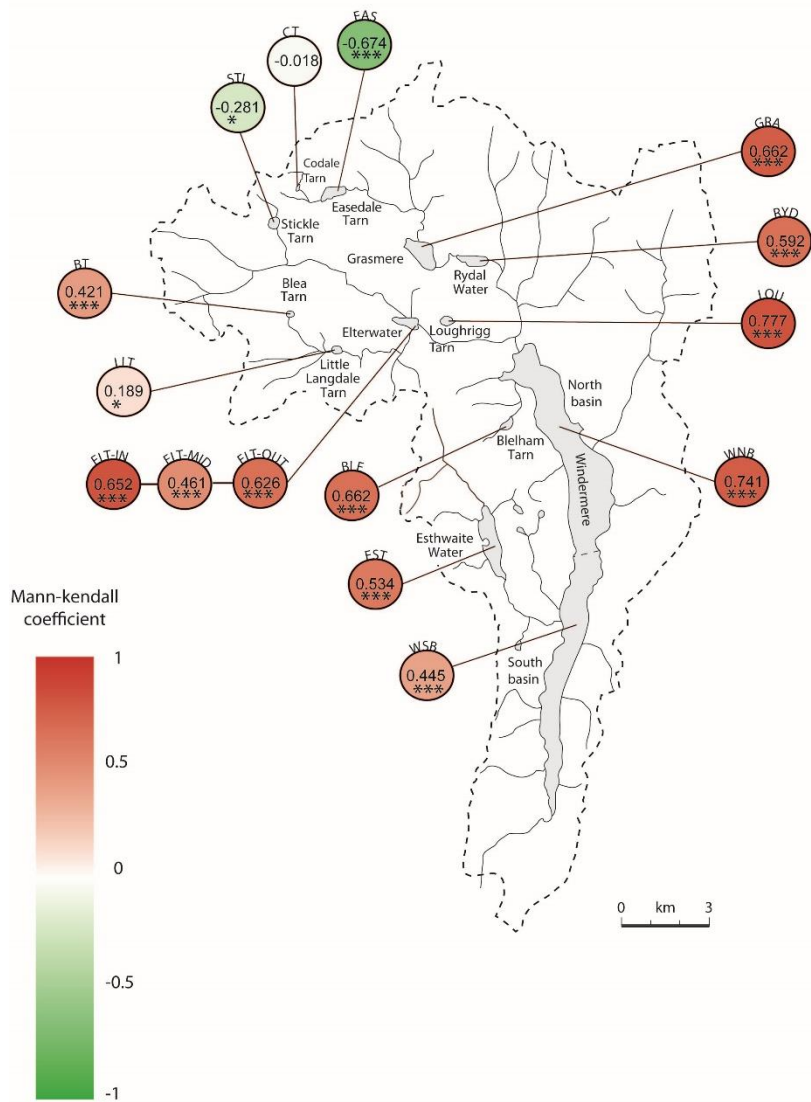 EAS
-0.674
***
CT
-0.018
STI
-0.281
*
GRA
0.662
***
Codale
Tarn
Easedale
Tarn
Stickle
Tarn
RYD
0.592
***
Grasmere
Rydal
Water
BT
0.421
***
Blea
Tarn
LOU
0.777
***
Elterwater
Loughrigg
Tarn
Little
Langdale
Tarn
LIT
0.189
*
North
basin
ELT-IN
0.652
***
ELT-MID
0.461
***
ELT-OUT
0.626
***
BLE
0.662
***
Blelham
Tarn
Windermere
WNB
0.741
***
Esthwaite
Water
EST
0.534
***
WSB
0.445
***
South
basin
Mann-kendall
coefficient
1
0.5
0
-0.5
-1
0 km 3